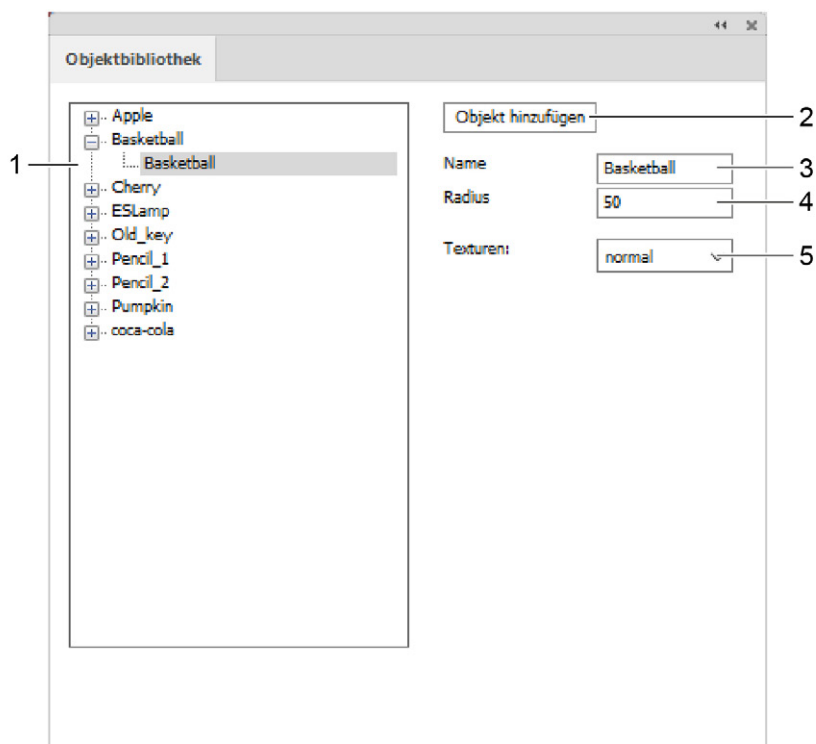 Objektbibliothek
Apple
Basketball
Basketball
Cherry
ESLamp
Old_key
Pencil_1
Pencil_2
Pumpkin
coca-cola
1
Objekt hinzufügen
2
Name
Basketball
3
Radius
50
4
Texturen:
normal
5